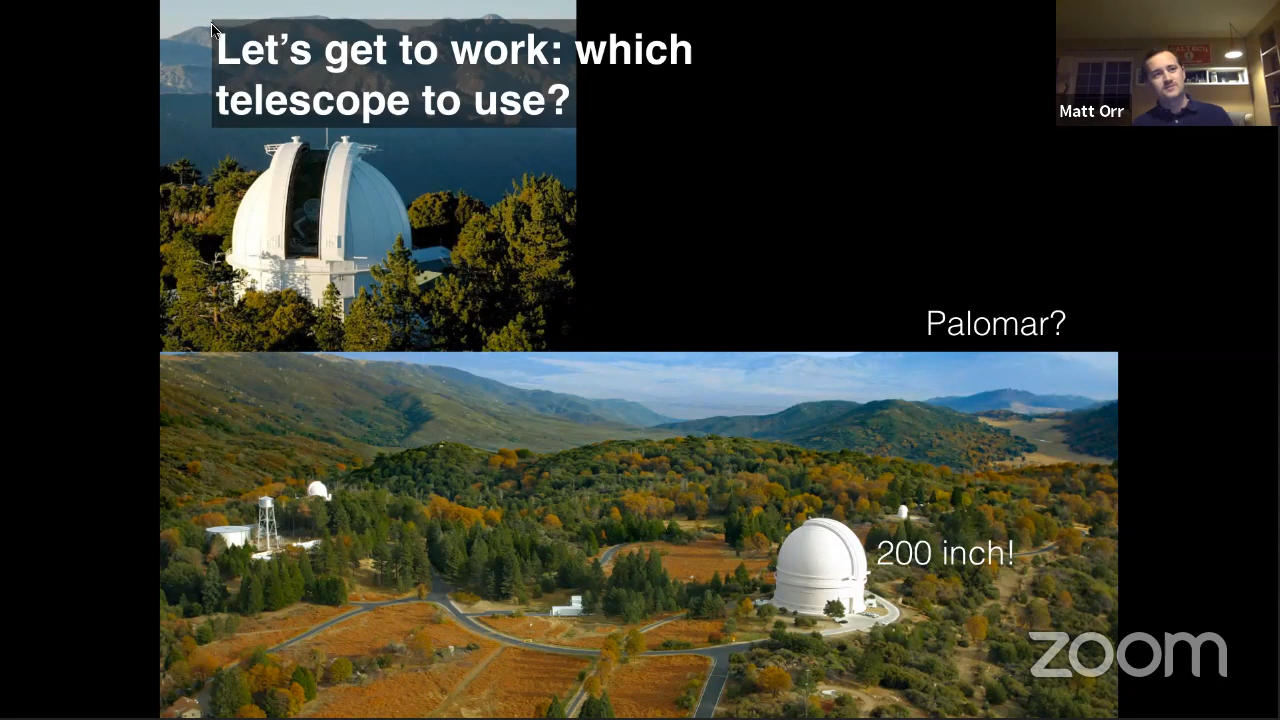 Let’s get to work: which
telescope to use?
Matt Orr
Palomar?
200 inch!
zoom